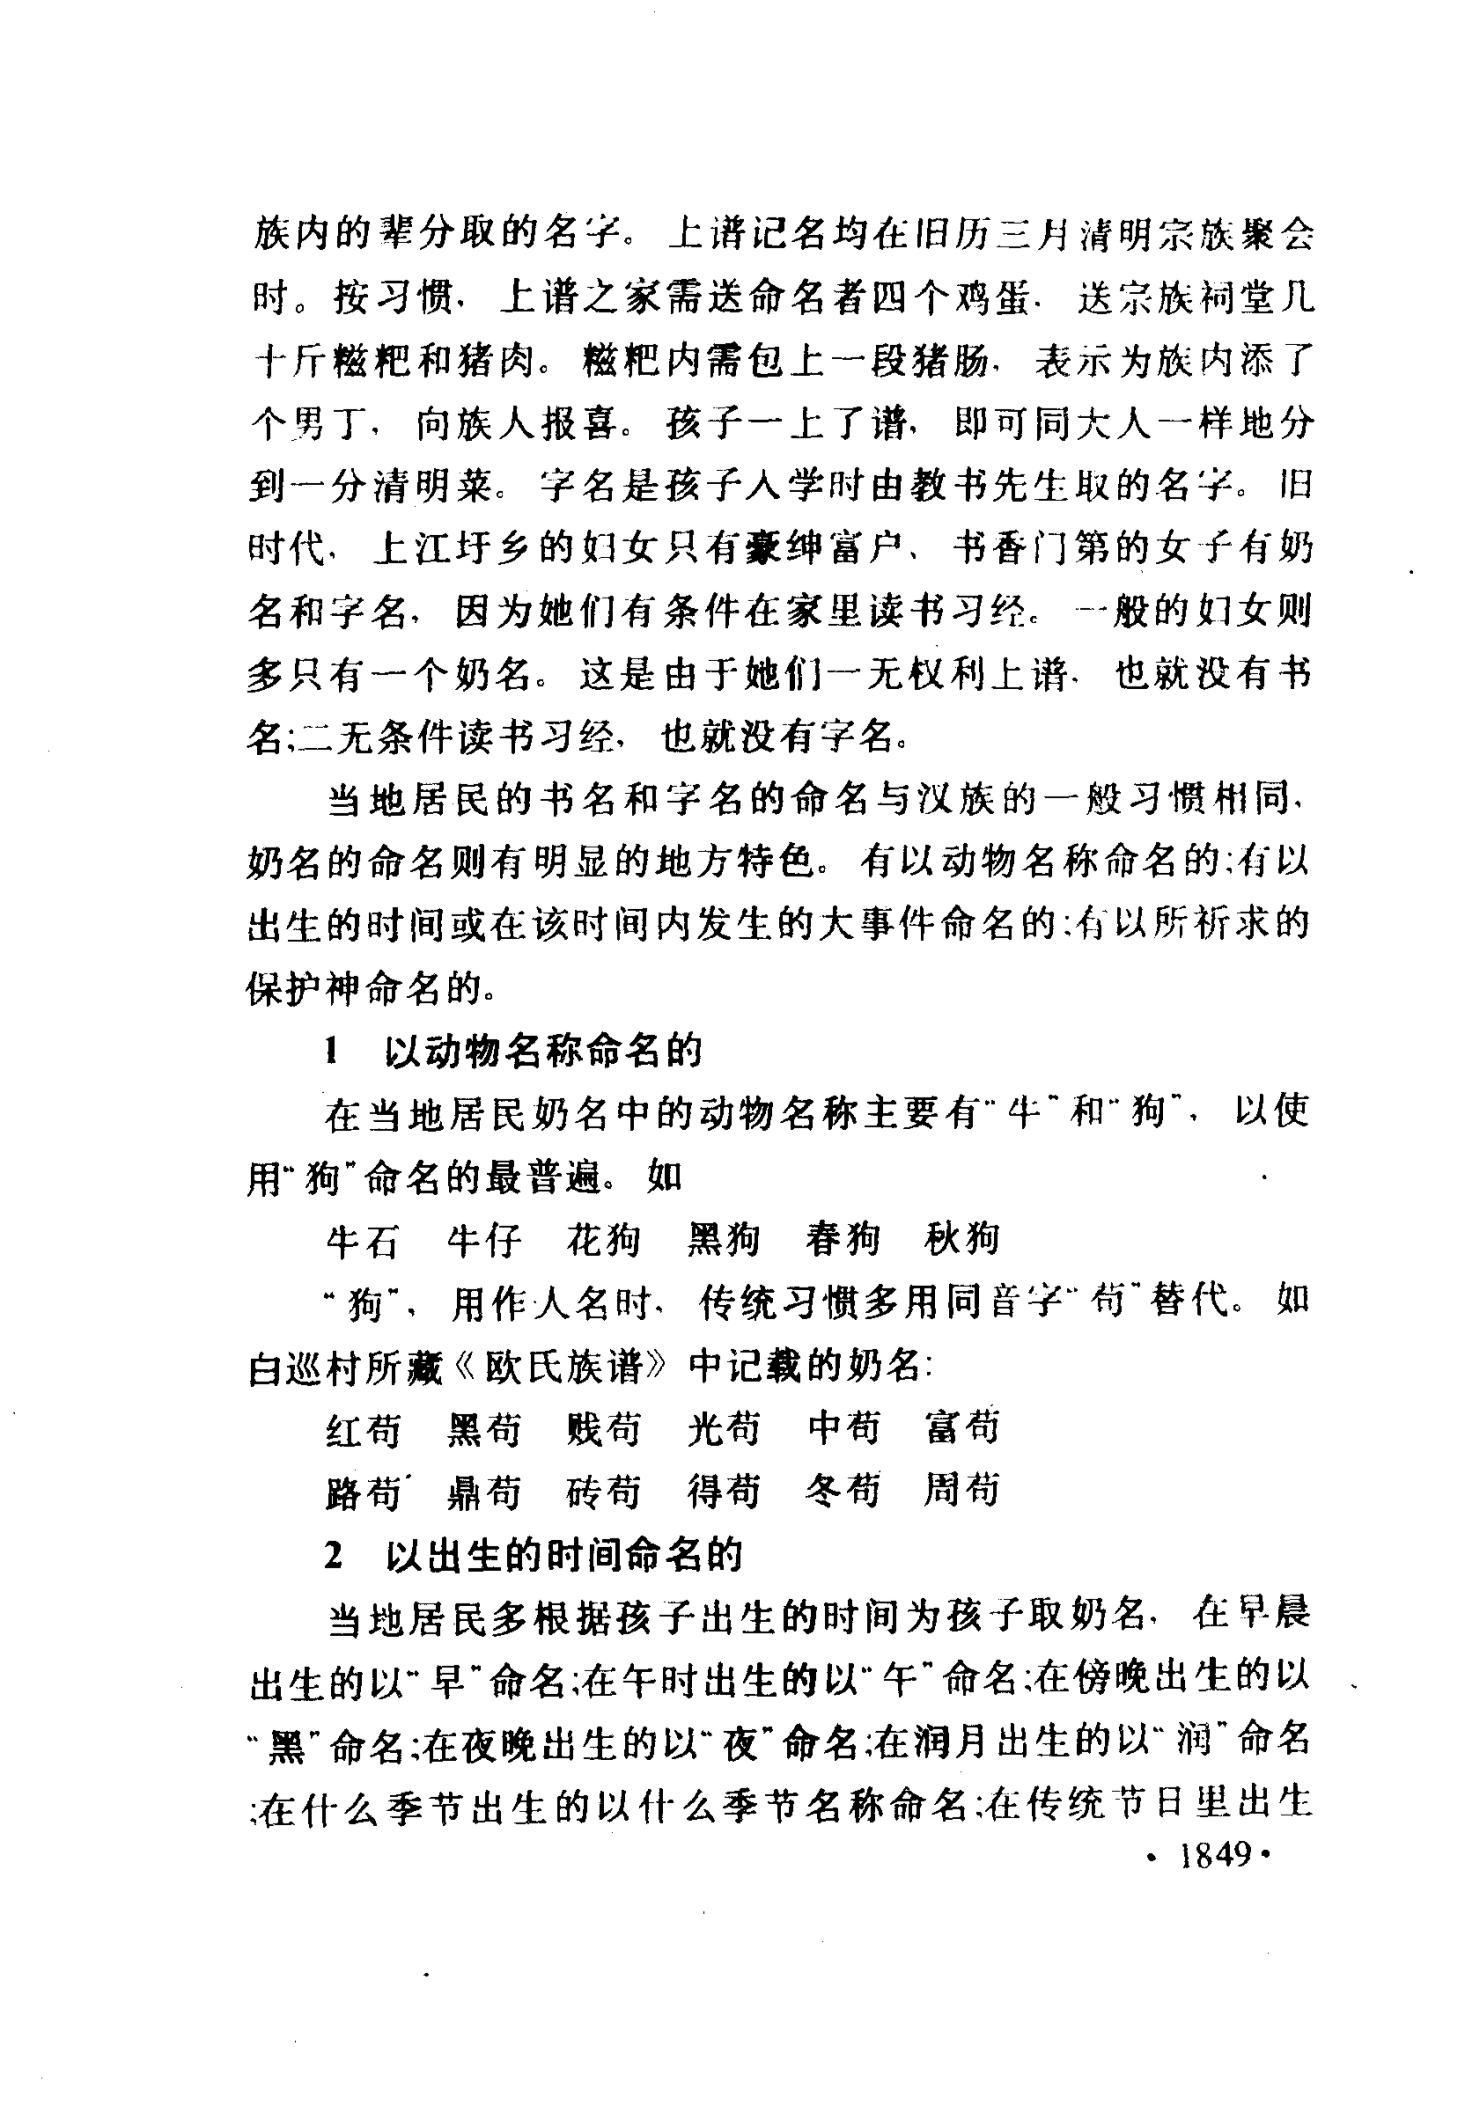 族内的辈分取的名字。上谱记名均在旧历三月清明宗族聚会
时。按习惯，上谱之家需送命名者四个鸡蛋，送宗族祠堂几
十斤糍粑和猪肉。糍粑内需包上一段猪肠，表示为族内添了
个男丁，向族人报喜。孩子一上了谱，即可同大人一样地分
到一分清明菜。字名是孩子入学时由教书先生取的名字。旧
时代，上江圩乡的妇女只有豪绅富户、书香门第的女子有奶
名和字名，因为她们有条件在家里读书习经。一般的妇女则
多只有一个奶名。这是由于她们一无权利上谱，也就没有书
名;二无条件读书习经，也就没有字名。
当地居民的书名和字名的命名与汉族的一般习惯相同，
奶名的命名则有明显的地方特色。有以动物名称命名的;有以
出生的时间或在该时间内发生的大事件命名的;有以所祈求的
保护神命名的。
1 以动物名称命名的
在当地居民奶名中的动物名称主要有“牛”和“狗”，以使
用“狗”命名的最普遍。如
牛石 牛仔 花狗 黑狗 春狗 秋狗
“狗”，用作人名时，传统习惯多用同音字“苟”替代。如
白巡村所藏《欧氏族谱》中记载的奶名:
红苟 黑苟 贱苟 光苟 中苟 富苟
路苟 鼎苟 砖苟 得苟 冬苟 周苟
2 以出生的时间命名的
当地居民多根据孩子出生的时间为孩子取奶名，在早晨
出生的以“早”命名;在午时出生的以“午”命名;在傍晚出生的以
“黑”命名;在夜晚出生的以“夜”命名;在润月出生的以“润”命名
;在什么季节出生的以什么季节名称命名;在传统节日里出生
·1849·